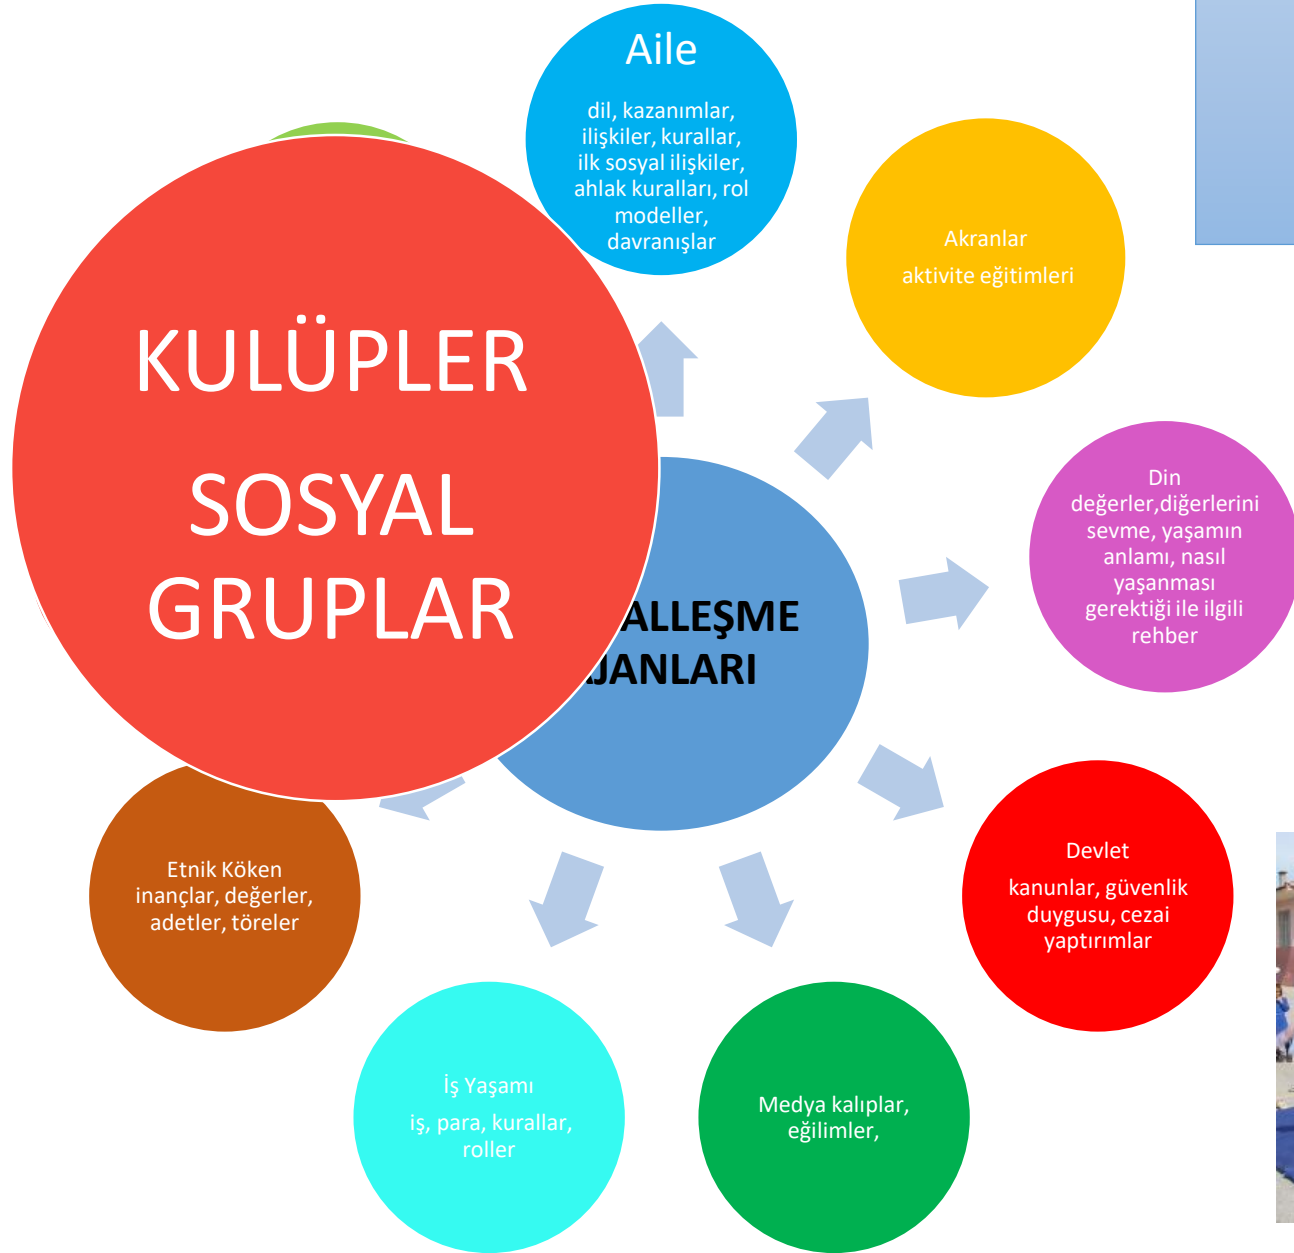 Aile
dil, kazanımlar,
ilişkiler, kurallar,
ilk sosyal ilişkiler,
ahlak kuralları, rol
modeller,
davranışlar
Akranlar
aktivite eğitimleri
KULÜPLER
SOSYAL
GRUPLAR
Din
değerler,diğerlerini
sevme, yaşamın
anlamı, nasıl
yaşanması
gerektiği ile ilgili
rehber
ALLEŞME
JANLARI
Devlet
kanunlar, güvenlik
duygusu, cezai
yaptırımlar
Etnik Köken
inançlar, değerler,
adetler, töreler
İş Yaşamı
iş, para, kurallar,
roller
Medya kalıplar,
eğilimler,